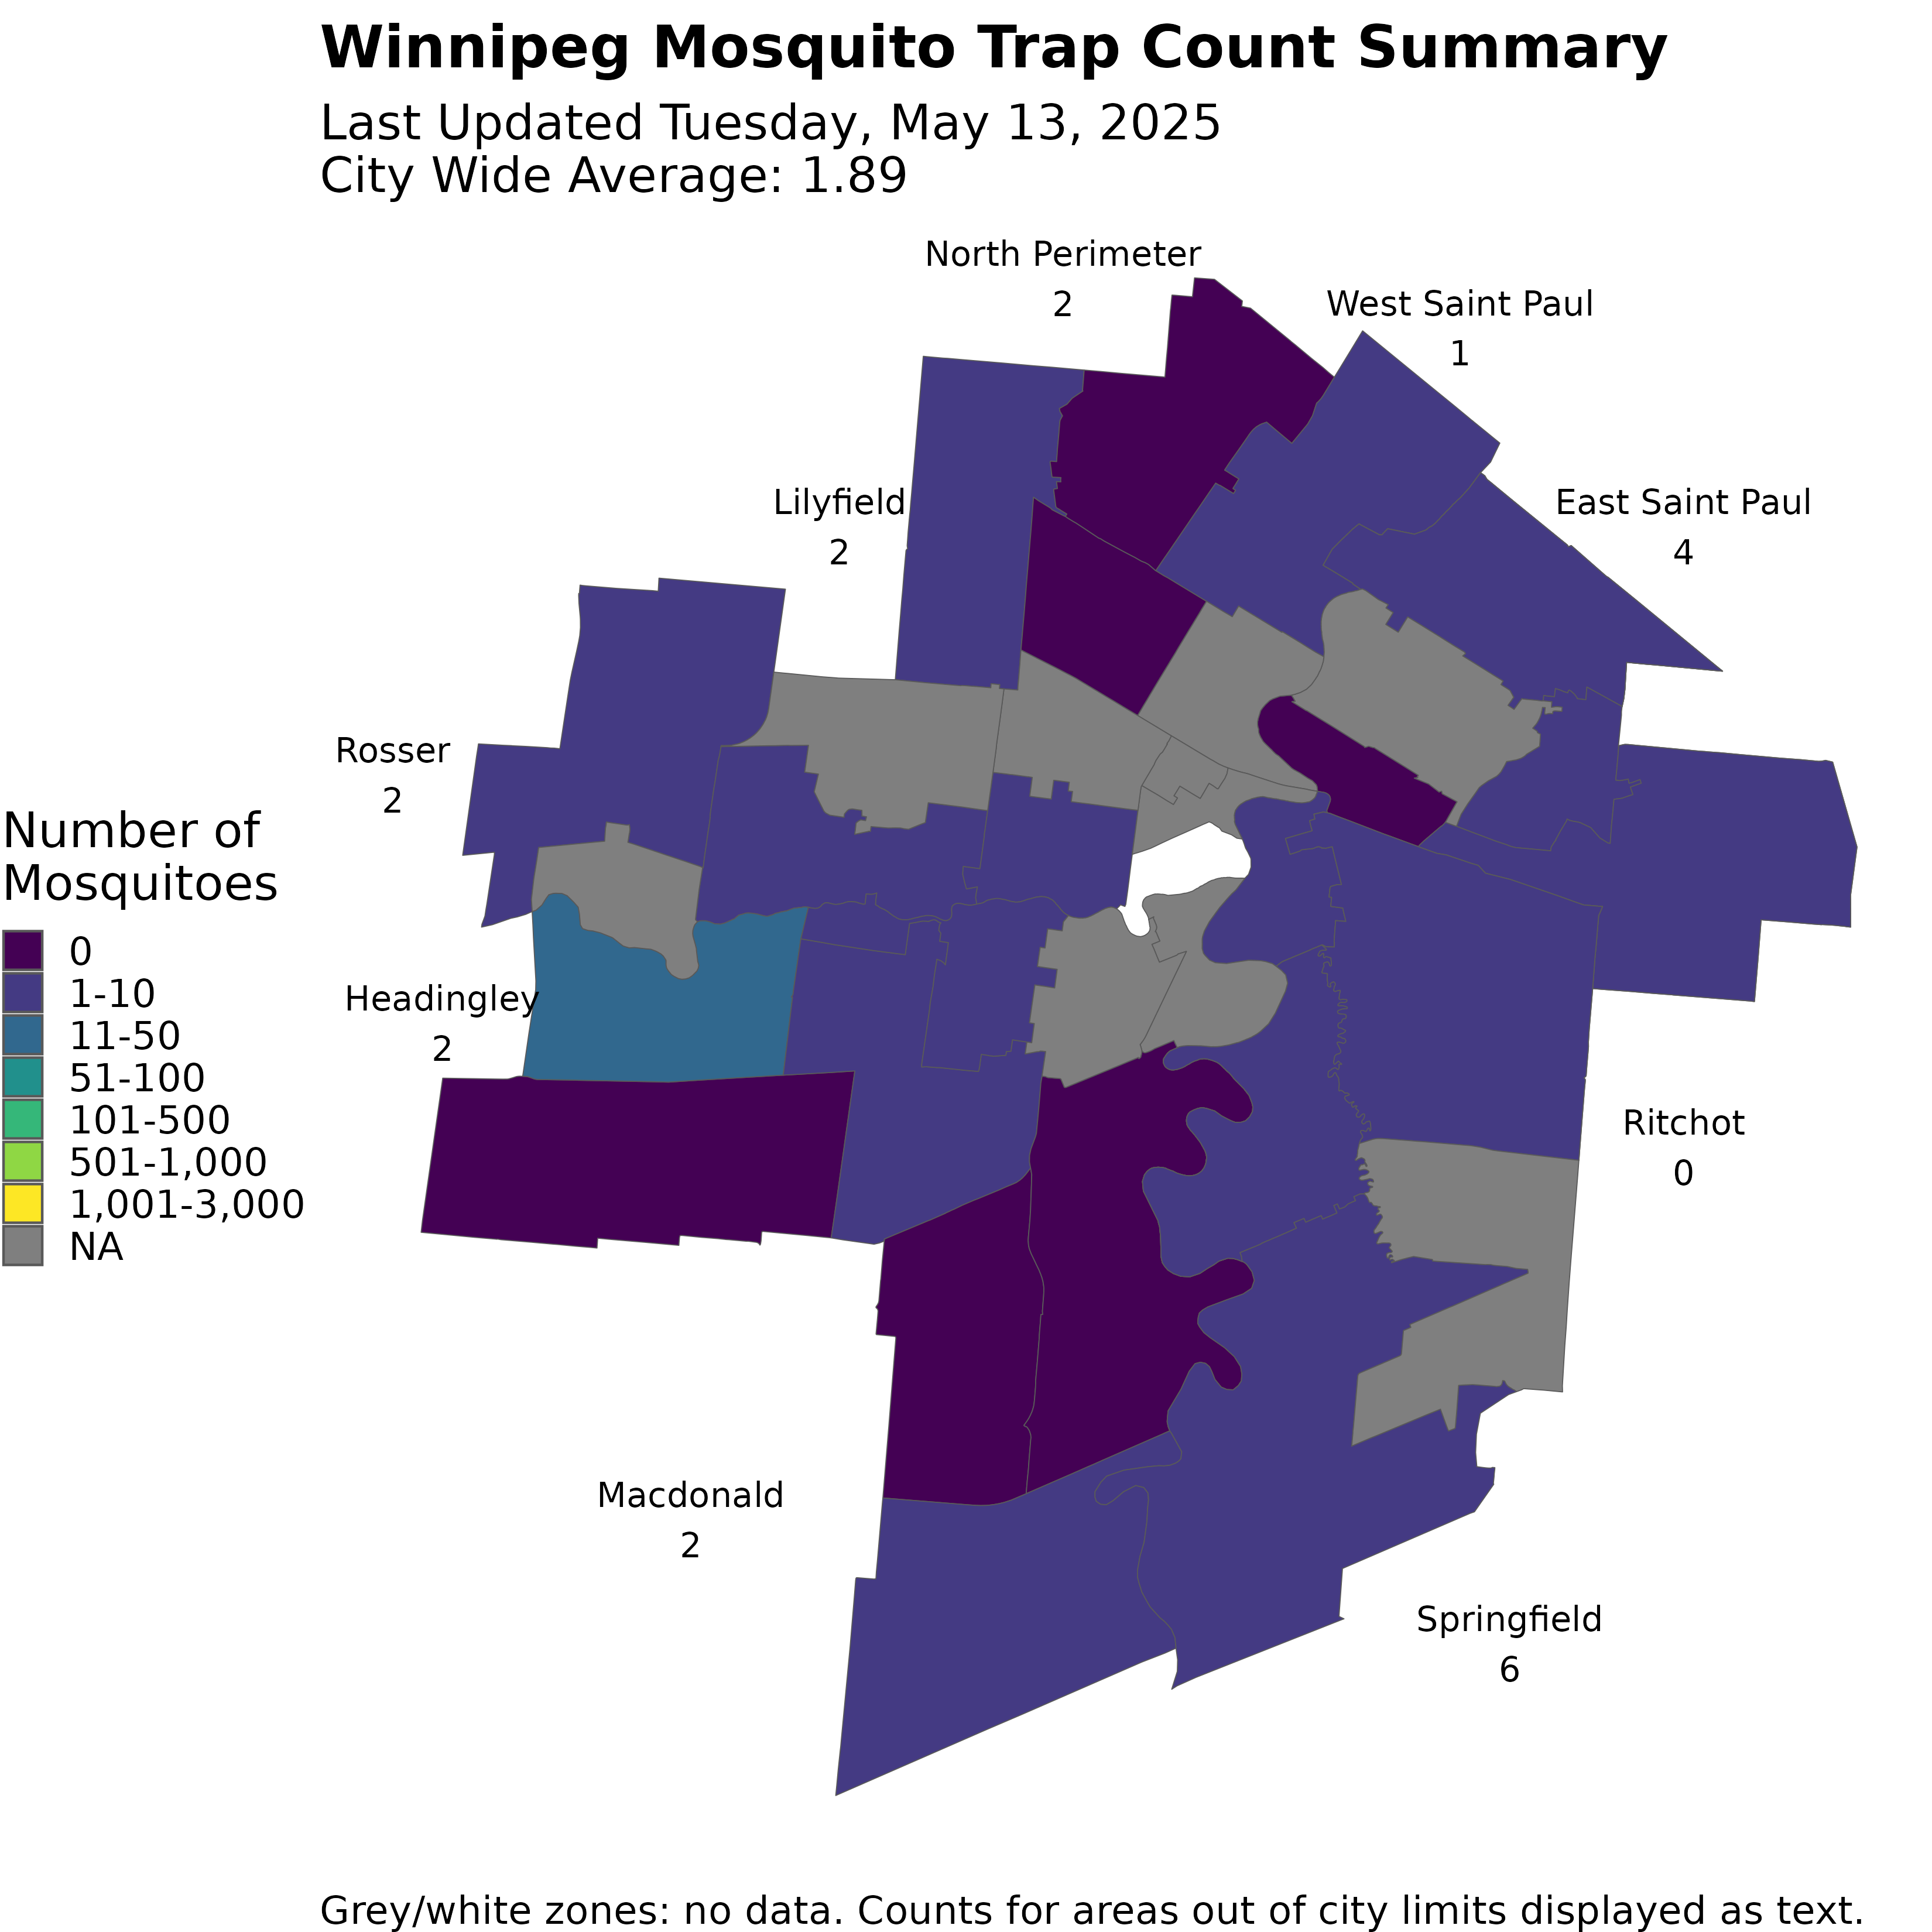 Winnipeg Mosquito Trap Count Summary
Last Updated Tuesday, May 13, 2025
City Wide Average: 1.89
North Perimeter
2
West Saint Paul
1
Lilyfield
2
East Saint Paul
4
Rosser
2
Headingley
2
Ritchot
0
Macdonald
2
Springfield
6
Number of
Mosquitoes
0
1-10
11-50
51-100
101-500
501-1,000
1,001-3,000
NA
Grey/white zones: no data. Counts for areas out of city limits displayed as text.